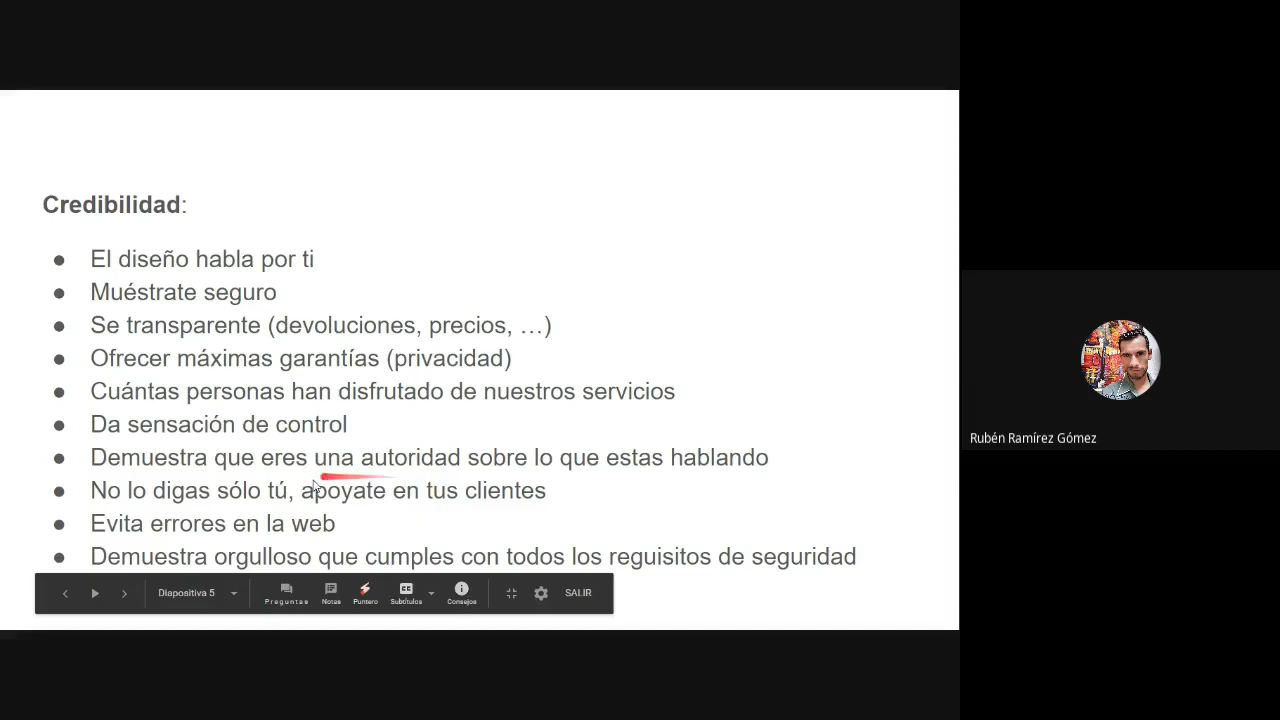 Credibilidad:
● El diseño habla por ti
● Muéstrate seguro
● Se transparente (devoluciones, precios, …)
● Ofrecer máximas garantías (privacidad)
● Cuántas personas han disfrutado de nuestros servicios
● Da sensación de control
● Demuestra que eres una autoridad sobre lo que estas hablando
● No lo digas sólo tú, apoyate en tus clientes
● Evita errores en la web
● Demuestra orgulloso que cumples con todos los reguisitos de seguridad
Diapositiva 5
Preguntas
Notas
Puntero
CC
Subtítulos
Consejos
SALIR
Rubén Ramírez Gómez